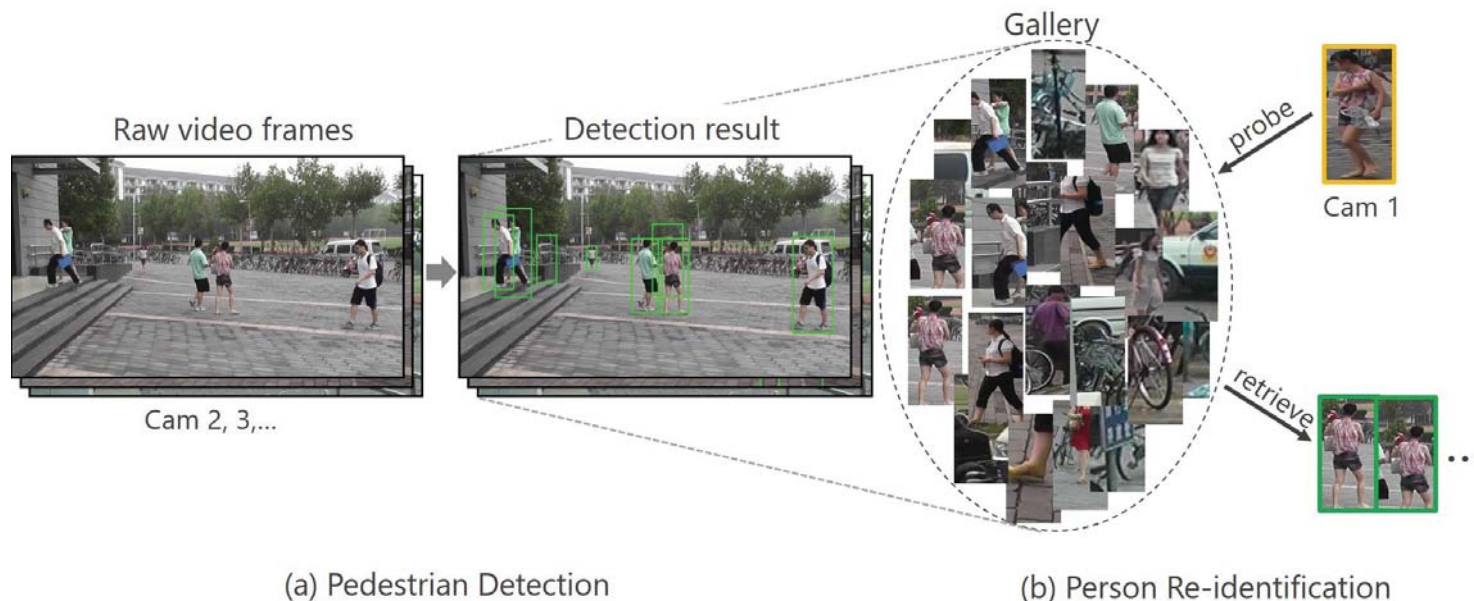 Gallery
Raw video frames
Detection result
probe
Cam 1
Cam 2, 3,...
retrieve
..
(a) Pedestrian Detection
(b) Person Re-identification